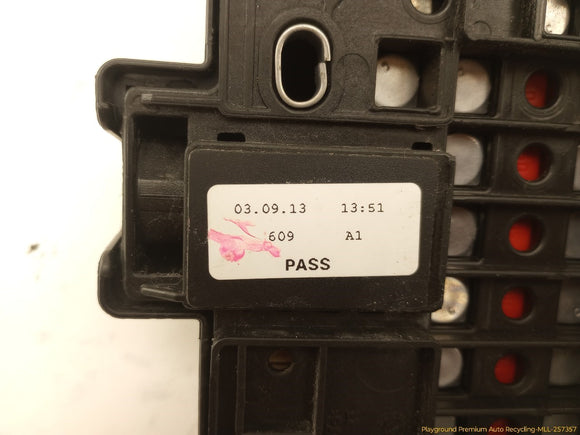 03.09.13 13:51
609 A1
PASS
Playground Premium Auto Recycling-MLL-257357